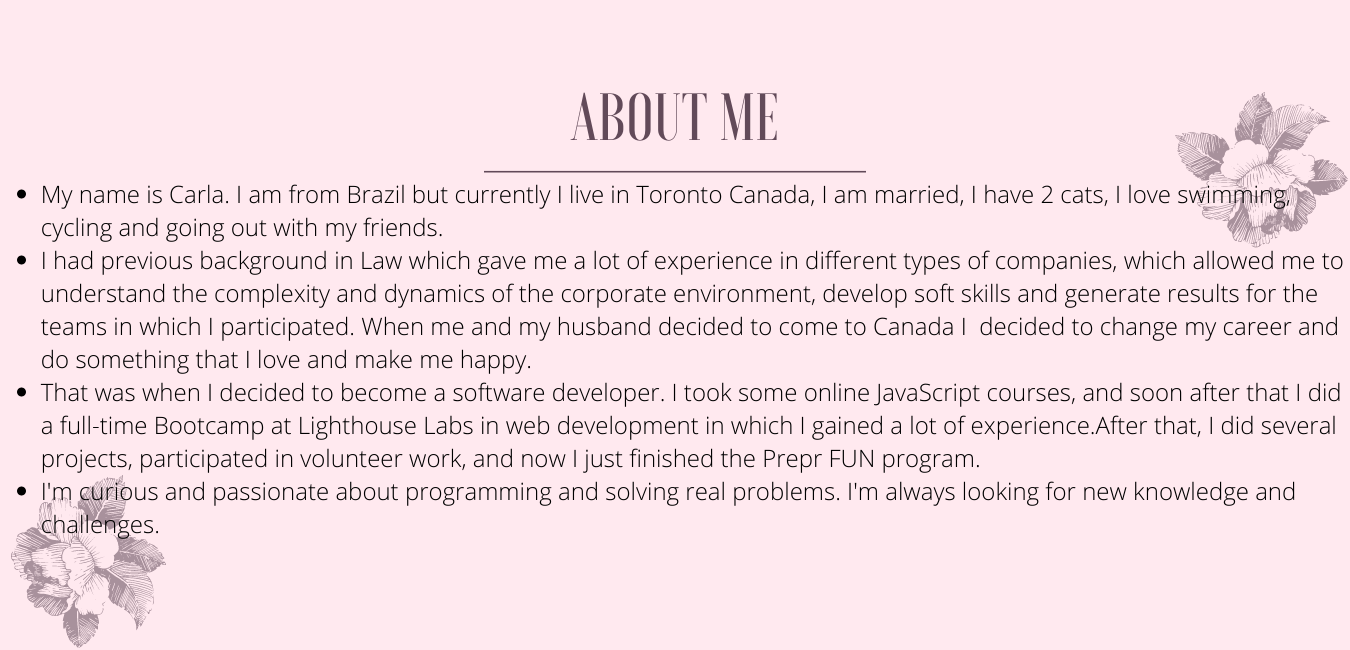 ABOUT ME
• My name is Carla. I am from Brazil but currently I live in Toronto Canada, I am married, I have 2 cats, I love swimming,
cycling and going out with my friends.
• I had previous background in Law which gave me a lot of experience in different types of companies, which allowed me to
understand the complexity and dynamics of the corporate environment, develop soft skills and generate results for the
teams in which I participated. When me and my husband decided to come to Canada I  decided to change my career and
do something that I love and make me happy.
• That was when I decided to become a software developer. I took some online JavaScript courses, and soon after that I did
a full-time Bootcamp at Lighthouse Labs in web development in which I gained a lot of experience.After that, I did several
projects, participated in volunteer work, and now I just finished the Prepr FUN program.
• I'm curious and passionate about programming and solving real problems. I'm always looking for new knowledge and
challenges.